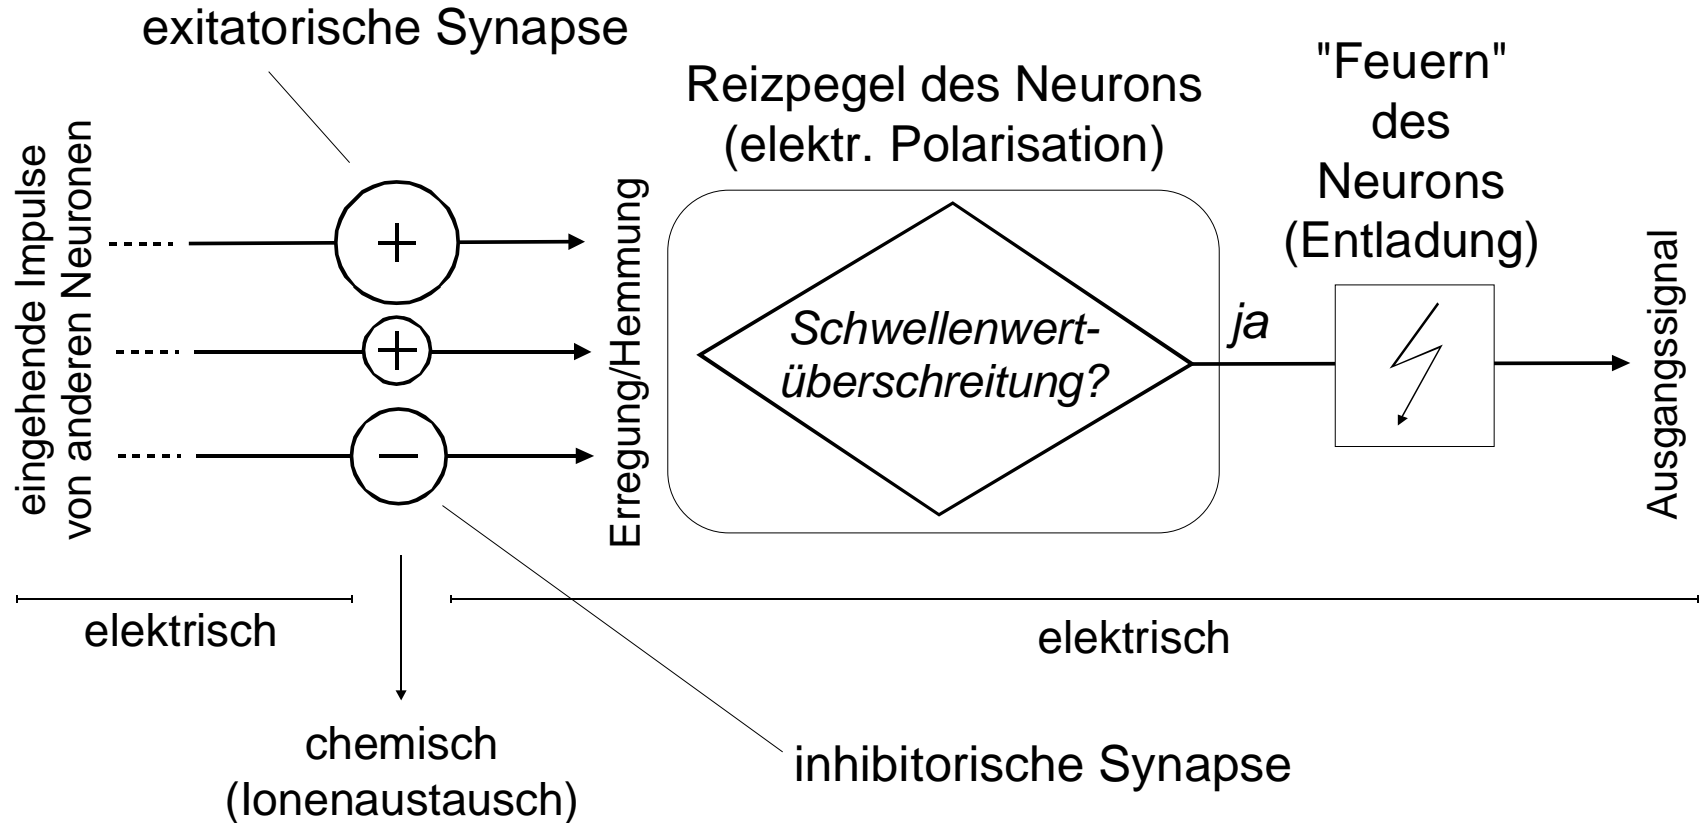 exitatorische Synapse
Reizpegel des Neurons
(elektr. Polarisation)
"Feuern"
des
Neurons
(Entladung)
eingehende Impulse
von anderen Neuronen
+
+
−
Erregung/Hemmung
Schwellenwert-
überschreitung?
ja
Ausgangssignal
elektrisch
elektrisch
chemisch
(Ionenaustausch)
inhibitorische Synapse